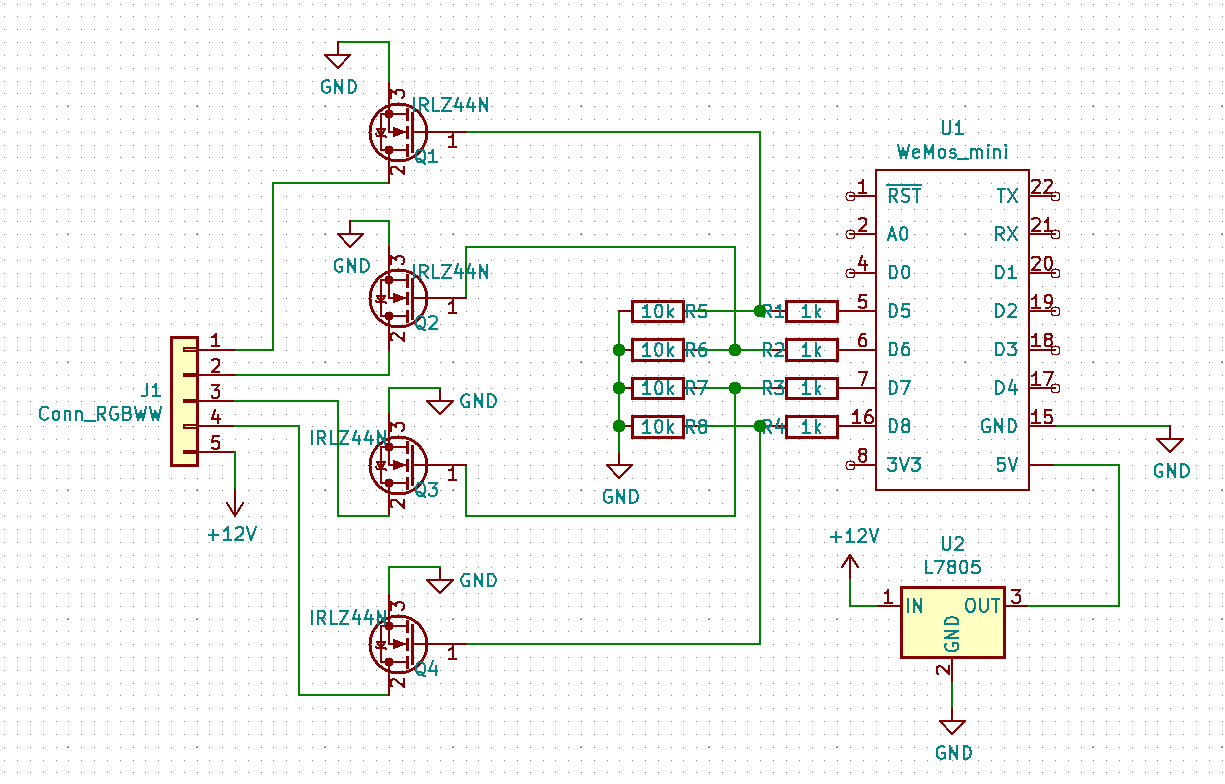 GND
3
IRLZ44N
1
Q1
2
GND
3
IRLZ44N
1
Q2
2
J1
Conn_RGBWW
1
2
3
4
5
+12V
GND
3
IRLZ44N
1
Q3
2
GND
3
IRLZ44N
1
Q4
2
10k R5
10k R6
10k R7
10k R8
GND
R1 1k
R2 1k
R3 1k
R4 1k
U1
WeMos_mini
1 RST TX 22
2 A0 RX 21
4 D0 D1 20
5 D5 D2 19
6 D6 D3 18
7 D7 D4 17
16 D8 GND 15
8 3V3 5V
GND
+12V
U2
L7805
1 IN OUT 3
GND
2
GND